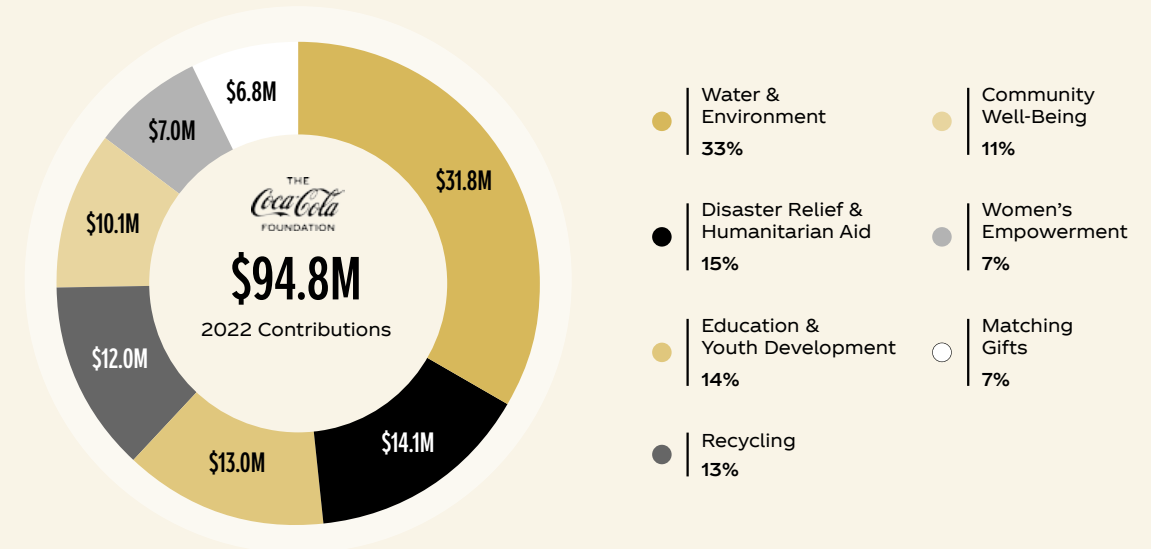 $6.8M
$7.0M
$31.8M
$10.1M
THE
Coca-Cola
FOUNDATION
$94.8M
2022 Contributions
$12.0M
$14.1M
$13.0M
Water &
Environment
33%
Disaster Relief &
Humanitarian Aid
15%
Education &
Youth Development
14%
Recycling
13%
Community
Well-Being
11%
Women’s
Empowerment
7%
Matching
Gifts
7%